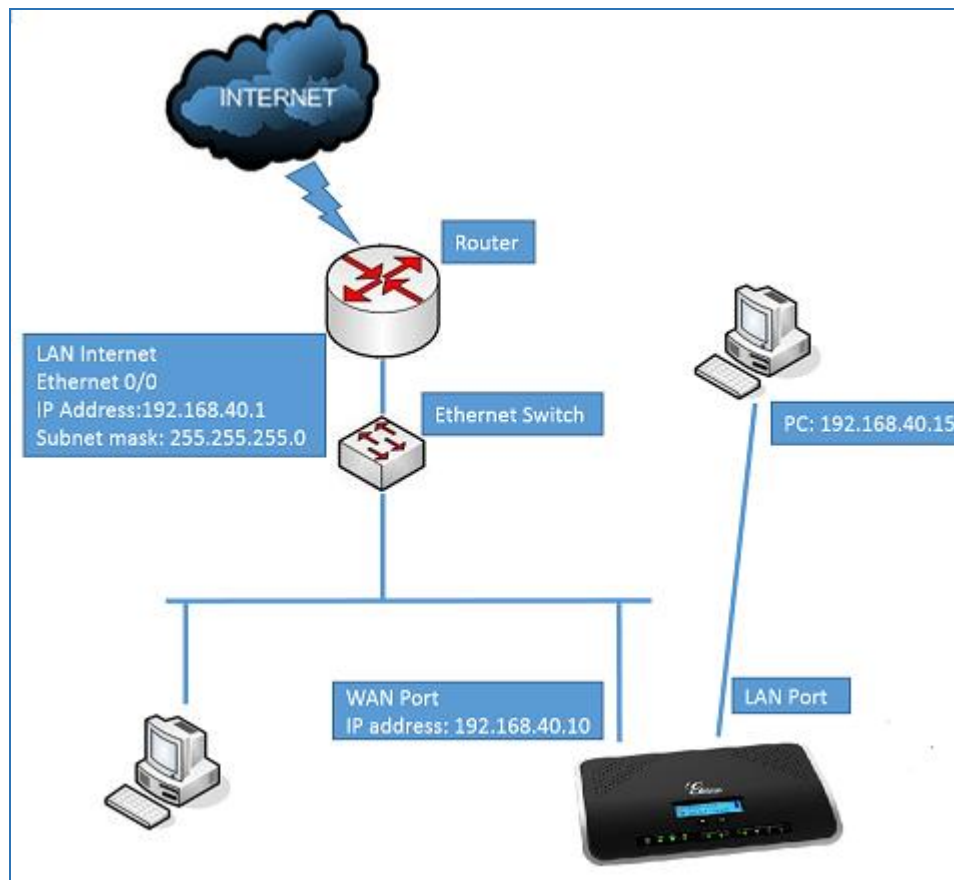 INTERNET
Router
LAN Internet
Ethernet 0/0
IP Address:192.168.40.1
Subnet mask: 255.255.255.0
Ethernet Switch
PC: 192.168.40.15
WAN Port
IP address: 192.168.40.10
LAN Port